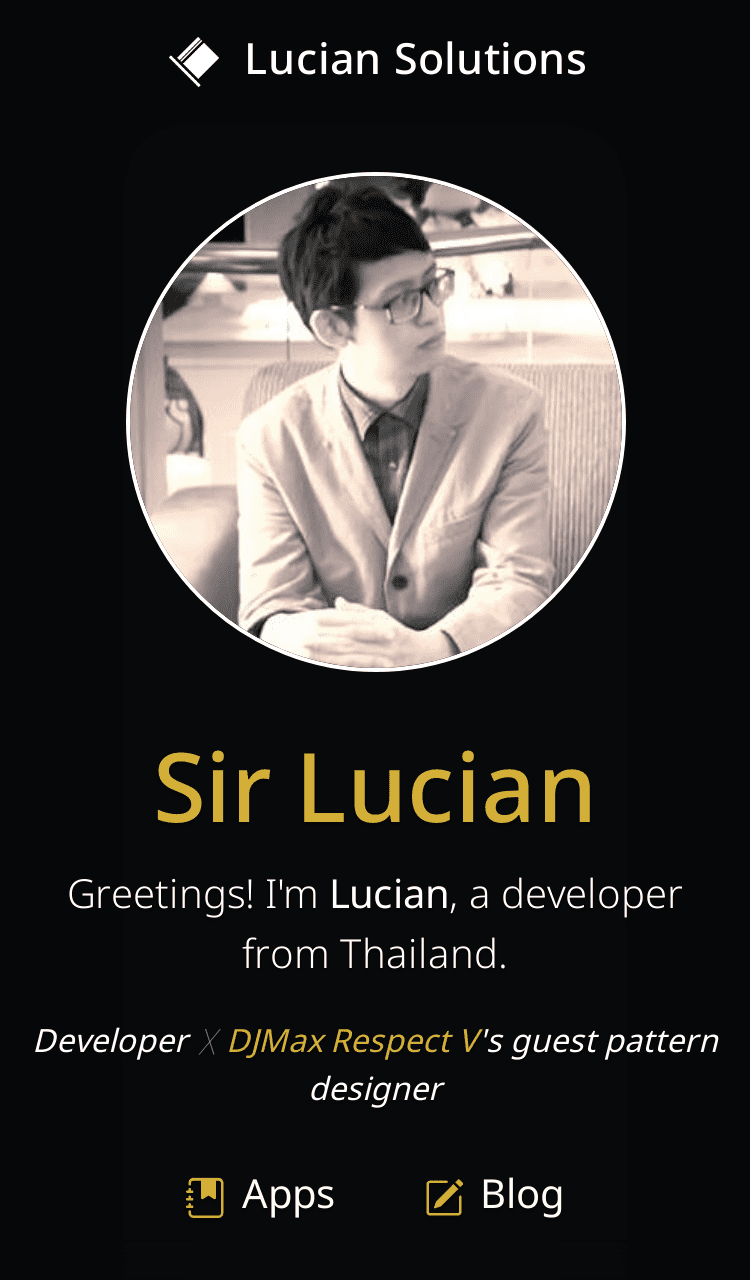 Lucian Solutions
Sir Lucian
Greetings! I'm Lucian, a developer
from Thailand.
Developer X DJMax Respect V's guest pattern
designer
Apps
Blog